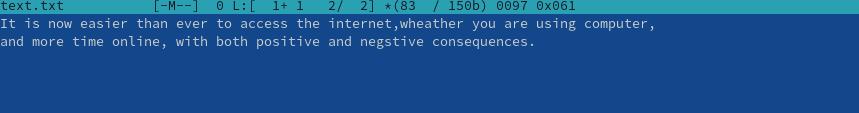 text.txt [-M--] 0 L:[ 1+ 1 2/ 2] *(83 / 150b) 0097 0x061
It is now easier than ever to access the internet,wheather you are using computer,
and more time online, with both positive and negstive consequences.